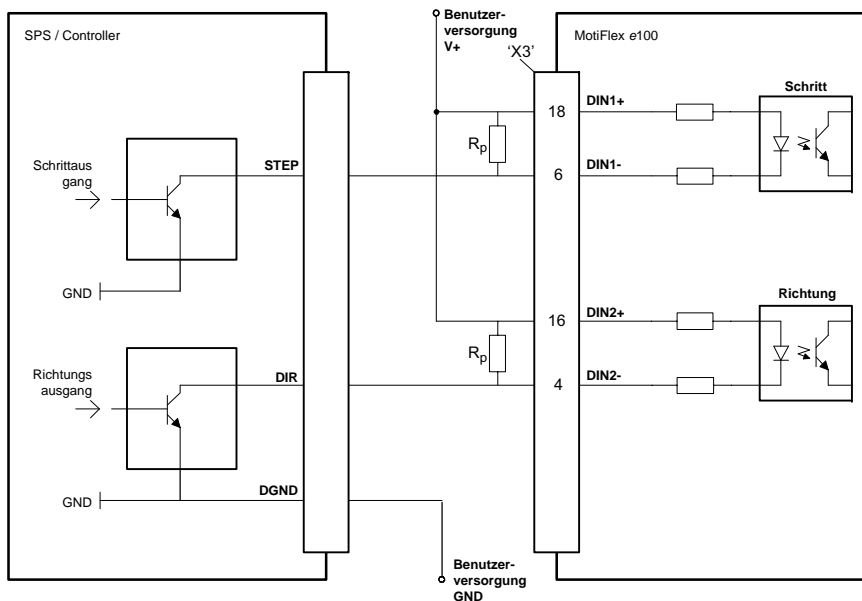 SPS / Controller
Benutzer-
versorgung
V+
'X3'
MotiFlex e100
Schritt
18
DIN1+
Rp
Schrittaus
gang
STEP
6
DIN1-
GND
Richtung
16
DIN2+
Rp
Richtungs
ausgang
DIR
4
DIN2-
GND
DGND
Benutzer-
versorgung
GND